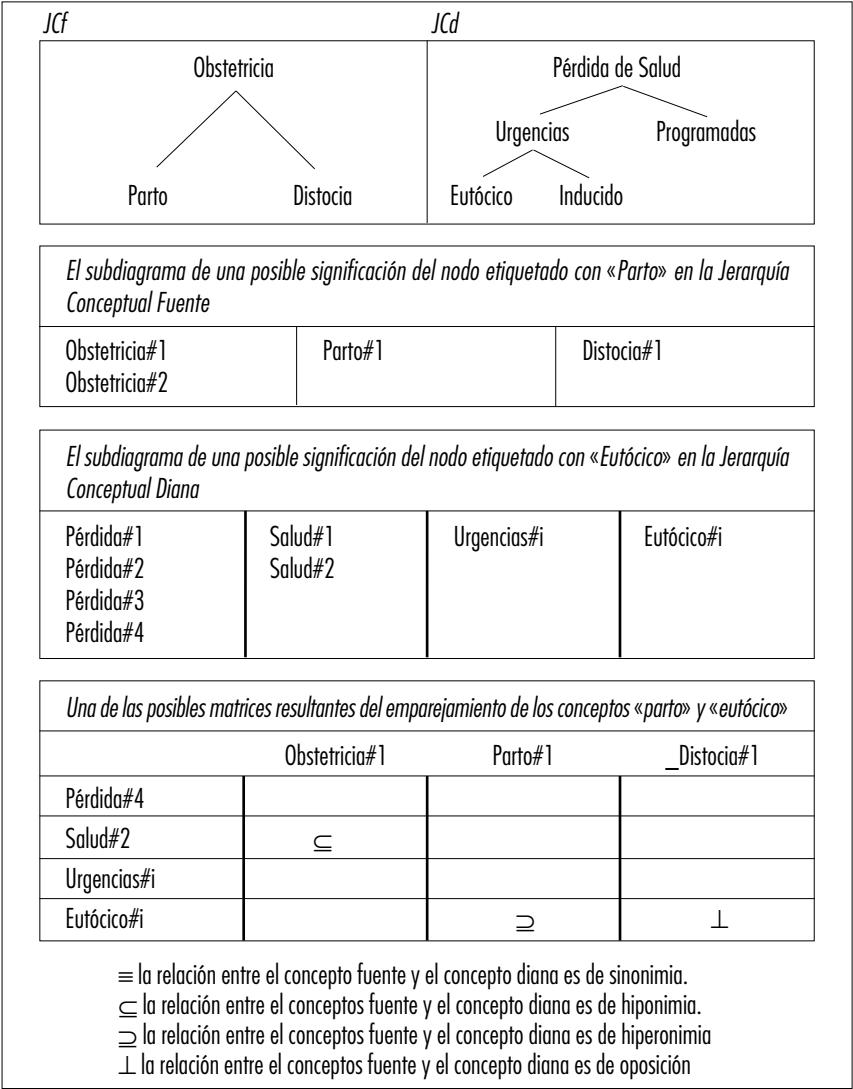 JCf JCd
Obstetricia Pérdida de Salud
Urgencias Programadas
Parto Distocia Eutócico Inducido
El subdiagrama de una posible significación del nodo etiquetado con «Parto» en la Jerarquía
Conceptual Fuente
Obstetricia#1 Parto#1 Distocia#1
Obstetricia#2
El subdiagrama de una posible significación del nodo etiquetado con «Eutócico» en la Jerarquía
Conceptual Diana
Pérdida#1 Salud#1 Urgencias#i Eutócico#i
Pérdida#2 Salud#2
Pérdida#3
Pérdida#4
Una de las posibles matrices resultantes del emparejamiento de los conceptos «parto» y «eutócico»
Obstetricia#1 Parto#1 _Distocia#1
Pérdida#4
Salud#2 ⊆
Urgencias#i
Eutócico#i ⊇ ⊥
≡ la relación entre el concepto fuente y el concepto diana es de sinonimia.
⊆ la relación entre el conceptos fuente y el concepto diana es de hiponimia.
⊇ la relación entre el conceptos fuente y el concepto diana es de hiperonimia
⊥ la relación entre el conceptos fuente y el concepto diana es de oposición